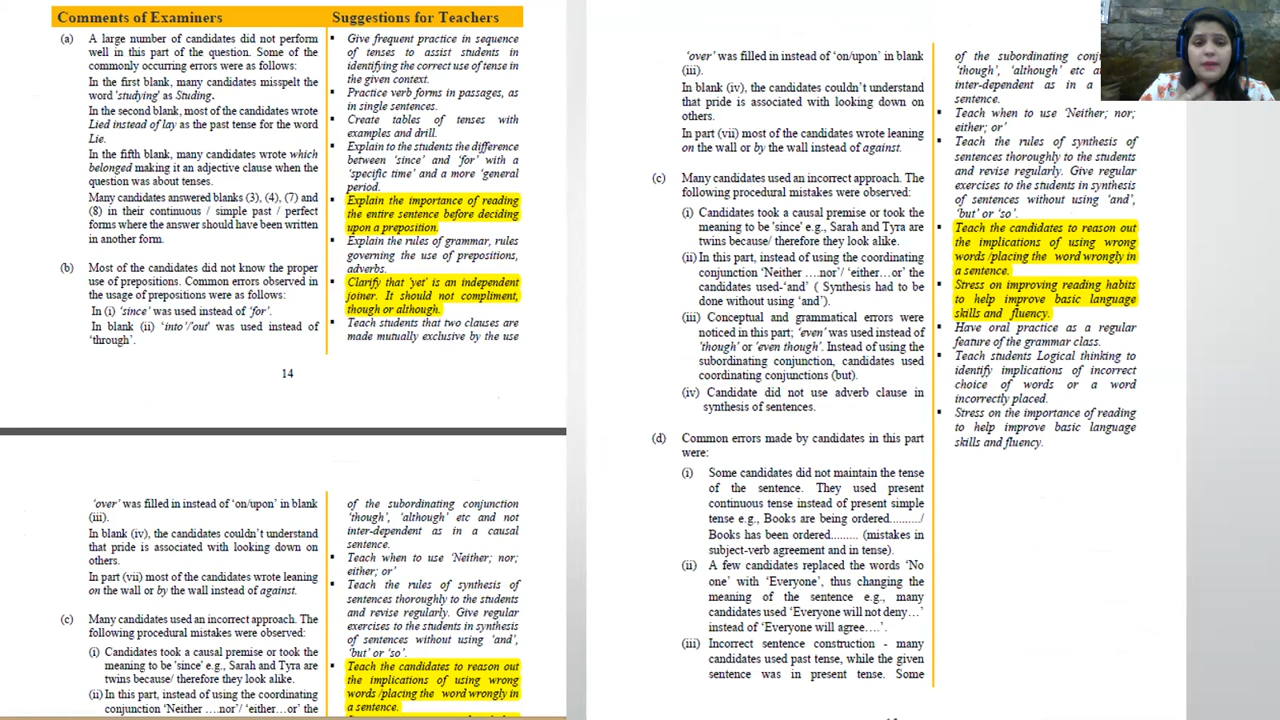 Comments of Examiners
Suggestions for Teachers
(a) A large number of candidates did not perform
well in this part of the question. Some of the
commonly occurring errors were as follows:
In the first blank, many candidates misspelt the
word 'studying' as Studing.
In the second blank, most of the candidates wrote
Lied instead of lay as the past tense for the word
Lie.
In the fifth blank, many candidates wrote which
belonged making it an adjective clause when the
question was about tenses.
Many candidates answered blanks (3), (4), (7) and
(8) in their continuous / simple past / perfect
forms where the answer should have been written
in another form.
(b) Most of the candidates did not know the proper
use of prepositions. Common errors observed in
the usage of prepositions were as follows:
In (i) 'since' was used instead of 'for'.
In blank (ii) 'into'/'out' was used instead of
'through'.
▪ Give frequent practice in sequence
of tenses to assist students in
identifying the correct use of tense in
the given context.
▪ Practice verb forms in passages, as
in single sentences.
▪ Create tables of tenses with
examples and drill.
▪ Explain to the students the difference
between 'since' and 'for' with a
'specific time' and a more 'general
period.
▪ Explain the importance of reading
the entire sentence before deciding
upon a preposition.
▪ Explain the rules of grammar, rules
governing the use of prepositions,
adverbs.
▪ Clarify that 'yet' is an independent
joiner. It should not compliment,
though or although.
▪ Teach students that two clauses are
made mutually exclusive by the use
14
'over' was filled in instead of 'on/upon' in blank
(iii).
In blank (iv), the candidates couldn't understand
that pride is associated with looking down on
others.
In part (vii) most of the candidates wrote leaning
on the wall or by the wall instead of against.
(c) Many candidates used an incorrect approach. The
following procedural mistakes were observed:
(i) Candidates took a causal premise or took the
meaning to be 'since' e.g., Sarah and Tyra are
twins because/ therefore they look alike.
(ii) In this part, instead of using the coordinating
conjunction 'Neither ….nor'/ 'either…or' the
of the subordinating conjunction
'though', 'although' etc and not
inter-dependent as in a causal
sentence.
▪ Teach when to use 'Neither; nor;
either; or'
▪ Teach the rules of synthesis of
sentences thoroughly to the students
and revise regularly. Give regular
exercises to the students in synthesis
of sentences without using 'and',
'but' or 'so'.
▪ Teach the candidates to reason out
the implications of using wrong
words /placing the word wrongly in
a sentence.
'over' was filled in instead of 'on/upon' in blank
(iii).
In blank (iv), the candidates couldn't understand
that pride is associated with looking down on
others.
In part (vii) most of the candidates wrote leaning
on the wall or by the wall instead of against.
(c) Many candidates used an incorrect approach. The
following procedural mistakes were observed:
(i) Candidates took a causal premise or took the
meaning to be 'since' e.g., Sarah and Tyra are
twins because/ therefore they look alike.
(ii) In this part, instead of using the coordinating
conjunction 'Neither ….nor'/ 'either…or' the
candidates used-'and' ( Synthesis had to be
done without using 'and').
(iii) Conceptual and grammatical errors were
noticed in this part; 'even' was used instead of
'though' or 'even though'. Instead of using the
subordinating conjunction, candidates used
coordinating conjunctions (but).
(iv) Candidate did not use adverb clause in
synthesis of sentences.
(d) Common errors made by candidates in this part
were:
(i) Some candidates did not maintain the tense
of the sentence. They used present
continuous tense instead of present simple
tense e.g., Books are being ordered........../
Books has been ordered......... (mistakes in
subject-verb agreement and in tense).
(ii) A few candidates replaced the words 'No
one' with 'Everyone', thus changing the
meaning of the sentence e.g., many
candidates used 'Everyone will not deny…'
instead of 'Everyone will agree….'.
(iii) Incorrect sentence construction - many
candidates used past tense, while the given
sentence was in present tense. Some
of the subordinating
'though', 'although' etc
inter-dependent as in a
sentence.
▪ Teach when to use 'Neither; nor;
either; or'
▪ Teach the rules of synthesis of
sentences thoroughly to the students
and revise regularly. Give regular
exercises to the students in synthesis
of sentences without using 'and',
'but' or 'so'.
▪ Teach the candidates to reason out
the implications of using wrong
words /placing the word wrongly in
a sentence.
▪ Stress on improving reading habits
to help improve basic language
skills and fluency.
▪ Have oral practice as a regular
feature of the grammar class.
▪ Teach students Logical thinking to
identify implications of incorrect
choice of words or a word
incorrectly placed.
▪ Stress on the importance of reading
to help improve basic language
skills and fluency.